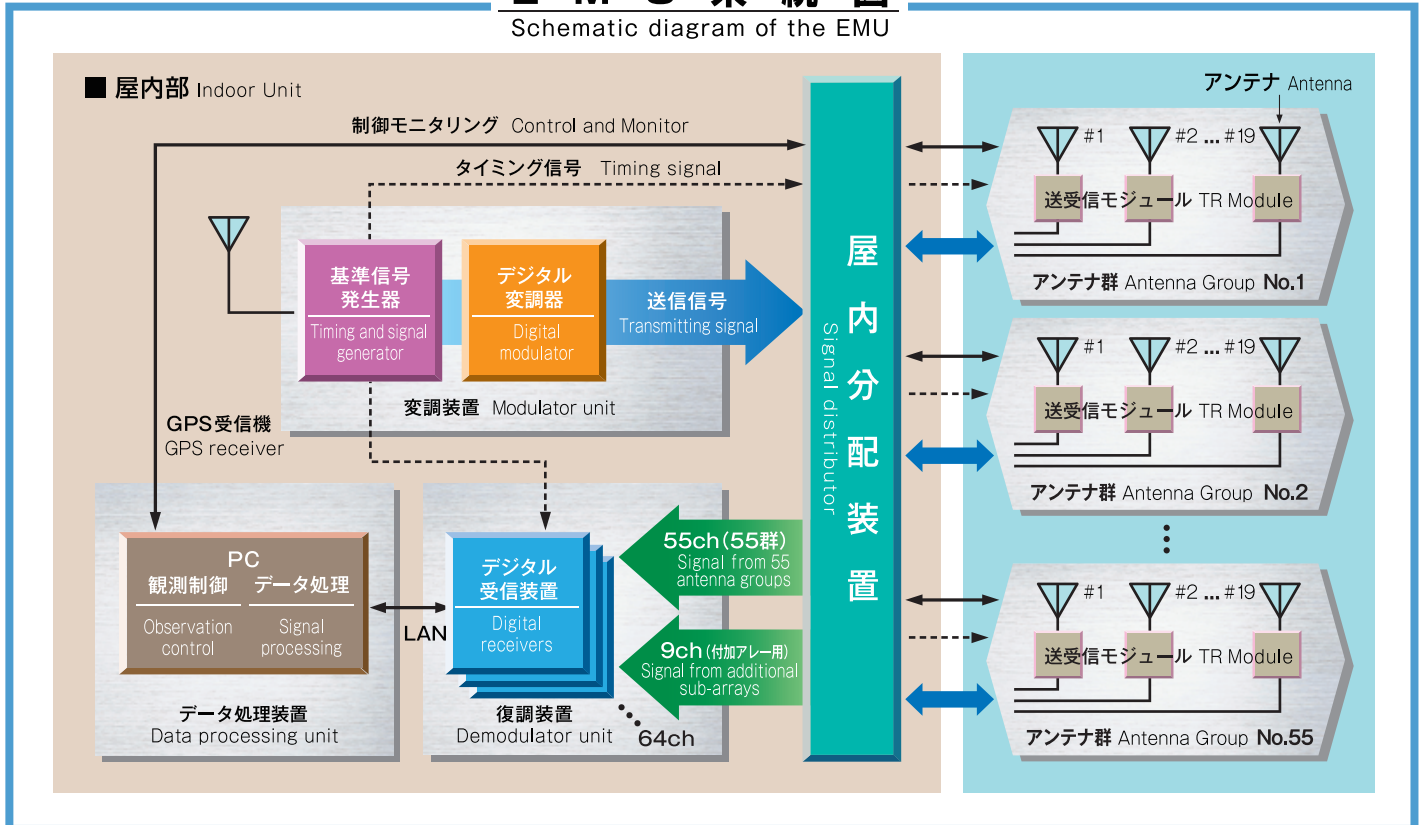 Schematic diagram of the EMU
■ 屋内部 Indoor Unit
制御モニタリング Control and Monitor
タイミング信号 Timing signal
基準信号
発生器
Timing and signal
generator
デジタル
変調器
Digital
modulator
送信信号
Transmitting signal
変調装置 Modulator unit
GPS受信機
GPS receiver
PC
観測制御
Observation
control
データ処理
Signal
processing
データ処理装置
Data processing unit
LAN
デジタル
受信装置
Digital
receivers
復調装置
Demodulator unit
64ch
55ch(55群)
Signal from 55
antenna groups
9ch(付加アレー用)
Signal from additional
sub-arrays
屋内分配装置
Signal distributor
アンテナ Antenna
#1 #2 ... #19
送受信モジュール TR Module
アンテナ群 Antenna Group No.1
#1 #2 ... #19
送受信モジュール TR Module
アンテナ群 Antenna Group No.2
#1 #2 ... #19
送受信モジュール TR Module
アンテナ群 Antenna Group No.55